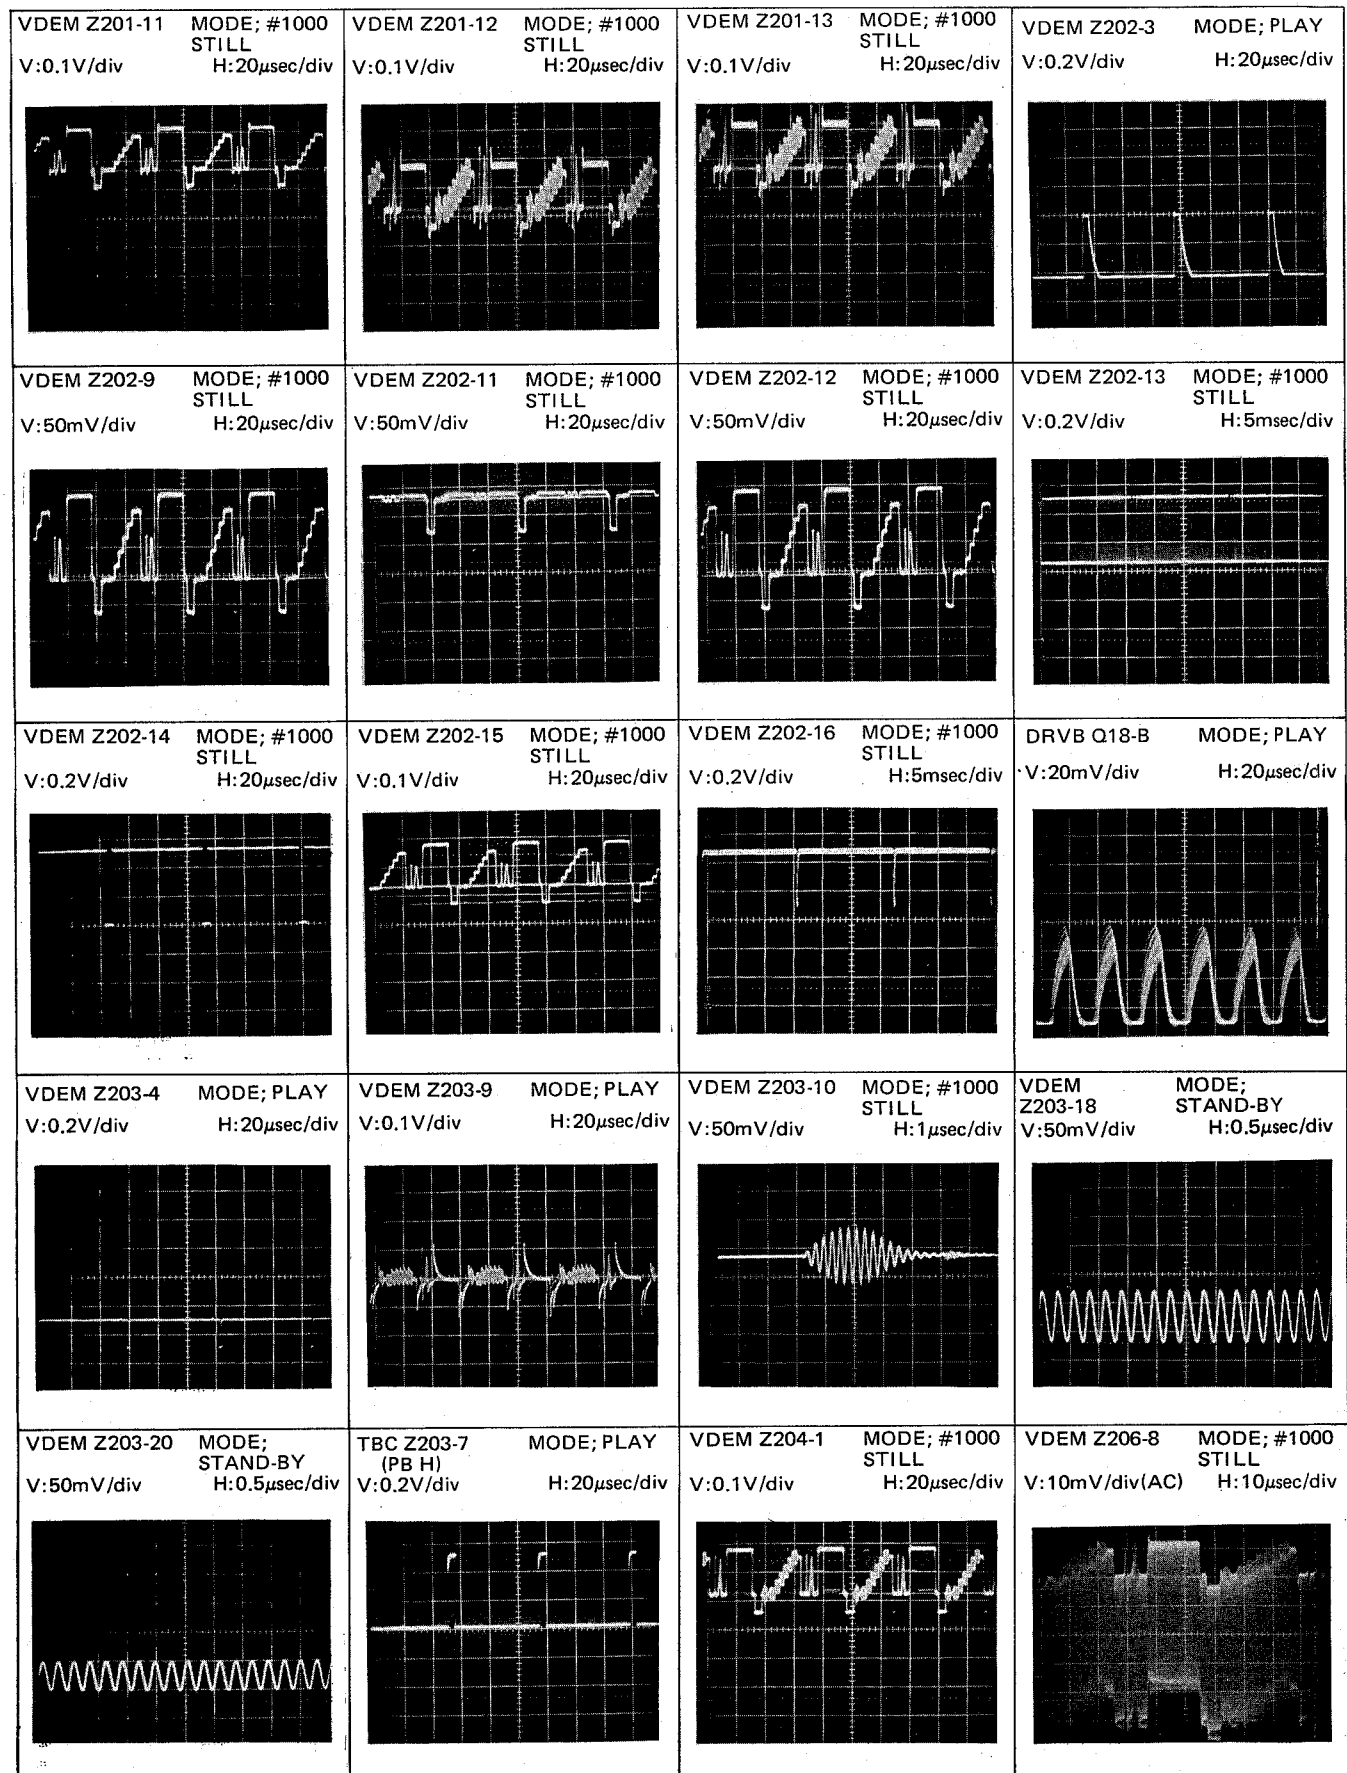 VDEM Z201-11 MODE; #1000 STILL
V:0.1V/div H:20μsec/div
VDEM Z201-12 MODE; #1000 STILL
V:0.1V/div H:20μsec/div
VDEM Z201-13 MODE; #1000 STILL
V:0.1V/div H:20μsec/div
VDEM Z202-3 MODE; PLAY
V:0.2V/div H:20μsec/div
VDEM Z202-9 MODE; #1000 STILL
V:50mV/div H:20μsec/div
VDEM Z202-11 MODE; #1000 STILL
V:50mV/div H:20μsec/div
VDEM Z202-12 MODE; #1000 STILL
V:50mV/div H:20μsec/div
VDEM Z202-13 MODE; #1000 STILL
V:0.2V/div H:5msec/div
VDEM Z202-14 MODE; #1000 STILL
V:0.2V/div H:20μsec/div
VDEM Z202-15 MODE; #1000 STILL
V:0.1V/div H:20μsec/div
VDEM Z202-16 MODE; #1000 STILL
V:0.2V/div H:5msec/div
DRVB Q18-B MODE; PLAY
V:20mV/div H:20μsec/div
VDEM Z203-4 MODE; PLAY
V:0.2V/div H:20μsec/div
VDEM Z203-9 MODE; PLAY
V:0.1V/div H:20μsec/div
VDEM Z203-10 MODE; #1000 STILL
V:50mV/div H:1μsec/div
VDEM MODE;
Z203-18 STAND-BY
V:50mV/div H:0.5μsec/div
VDEM Z203-20 MODE;
STAND-BY
V:50mV/div H:0.5μsec/div
TBC Z203-7 MODE; PLAY
(PB H)
V:0.2V/div H:20μsec/div
VDEM Z204-1 MODE; #1000 STILL
V:0.1V/div H:20μsec/div
VDEM Z206-8 MODE; #1000 STILL
V:10mV/div(AC) H:10μsec/div